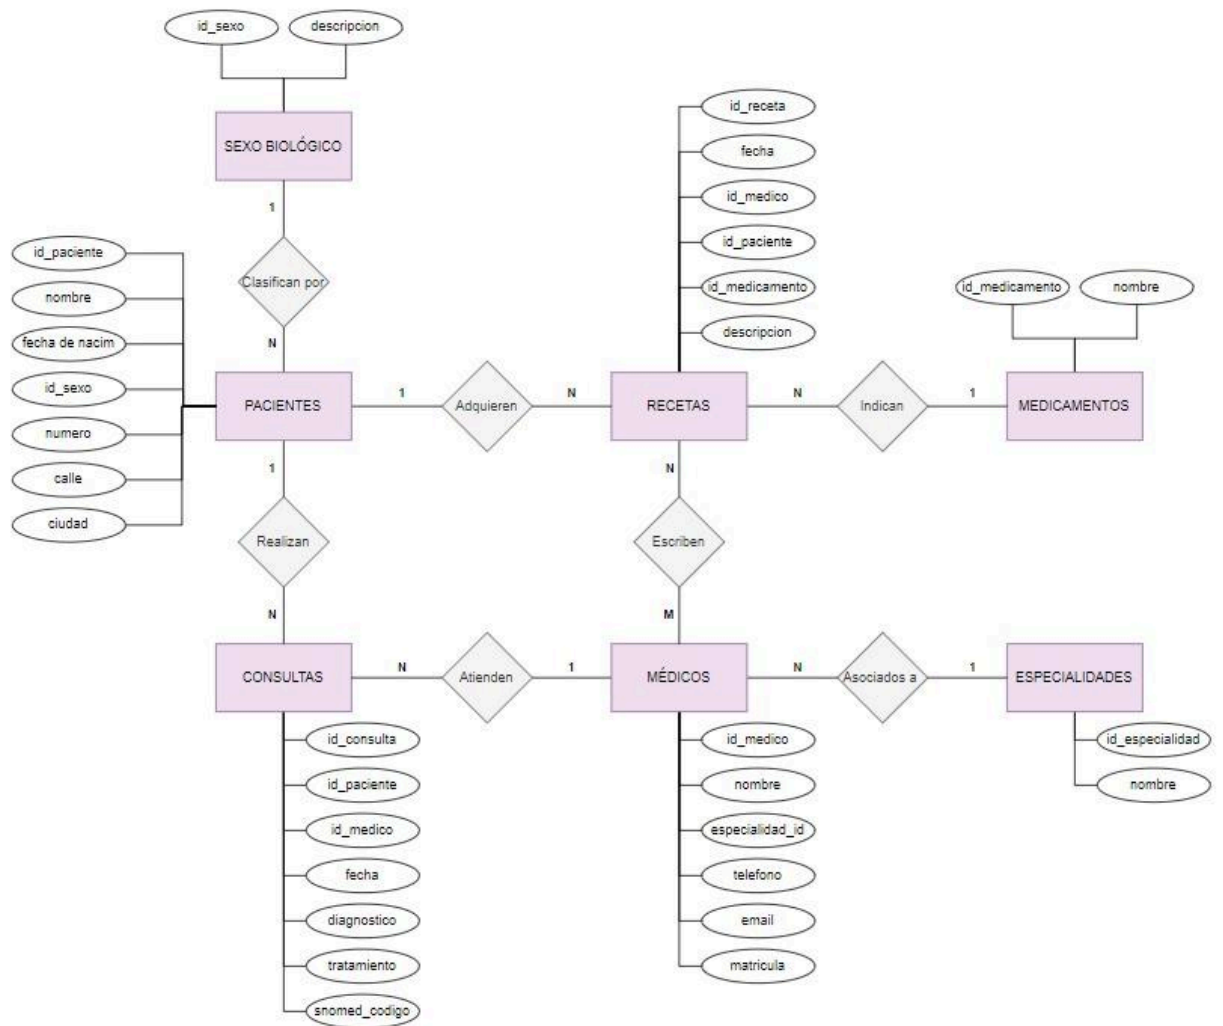 id_sexo
descripcion
SEXO BIOLÓGICO
1
Clasifican por
N
id_paciente
nombre
fecha de nacim
id_sexo
numero
calle
ciudad
PACIENTES
1
Adquieren
N
id_receta
fecha
id_medico
id_paciente
id_medicamento
descripcion
RECETAS
N
Indican
1
id_medicamento
nombre
MEDICAMENTOS
1
Realizan
N
N
Escriben
M
CONSULTAS
N
Atienden
1
MÉDICOS
N
Asociados a
1
ESPECIALIDADES
id_consulta
id_paciente
id_medico
fecha
diagnostico
tratamiento
snomed_codigo
id_medico
nombre
especialidad_id
telefono
email
matricula
id_especialidad
nombre